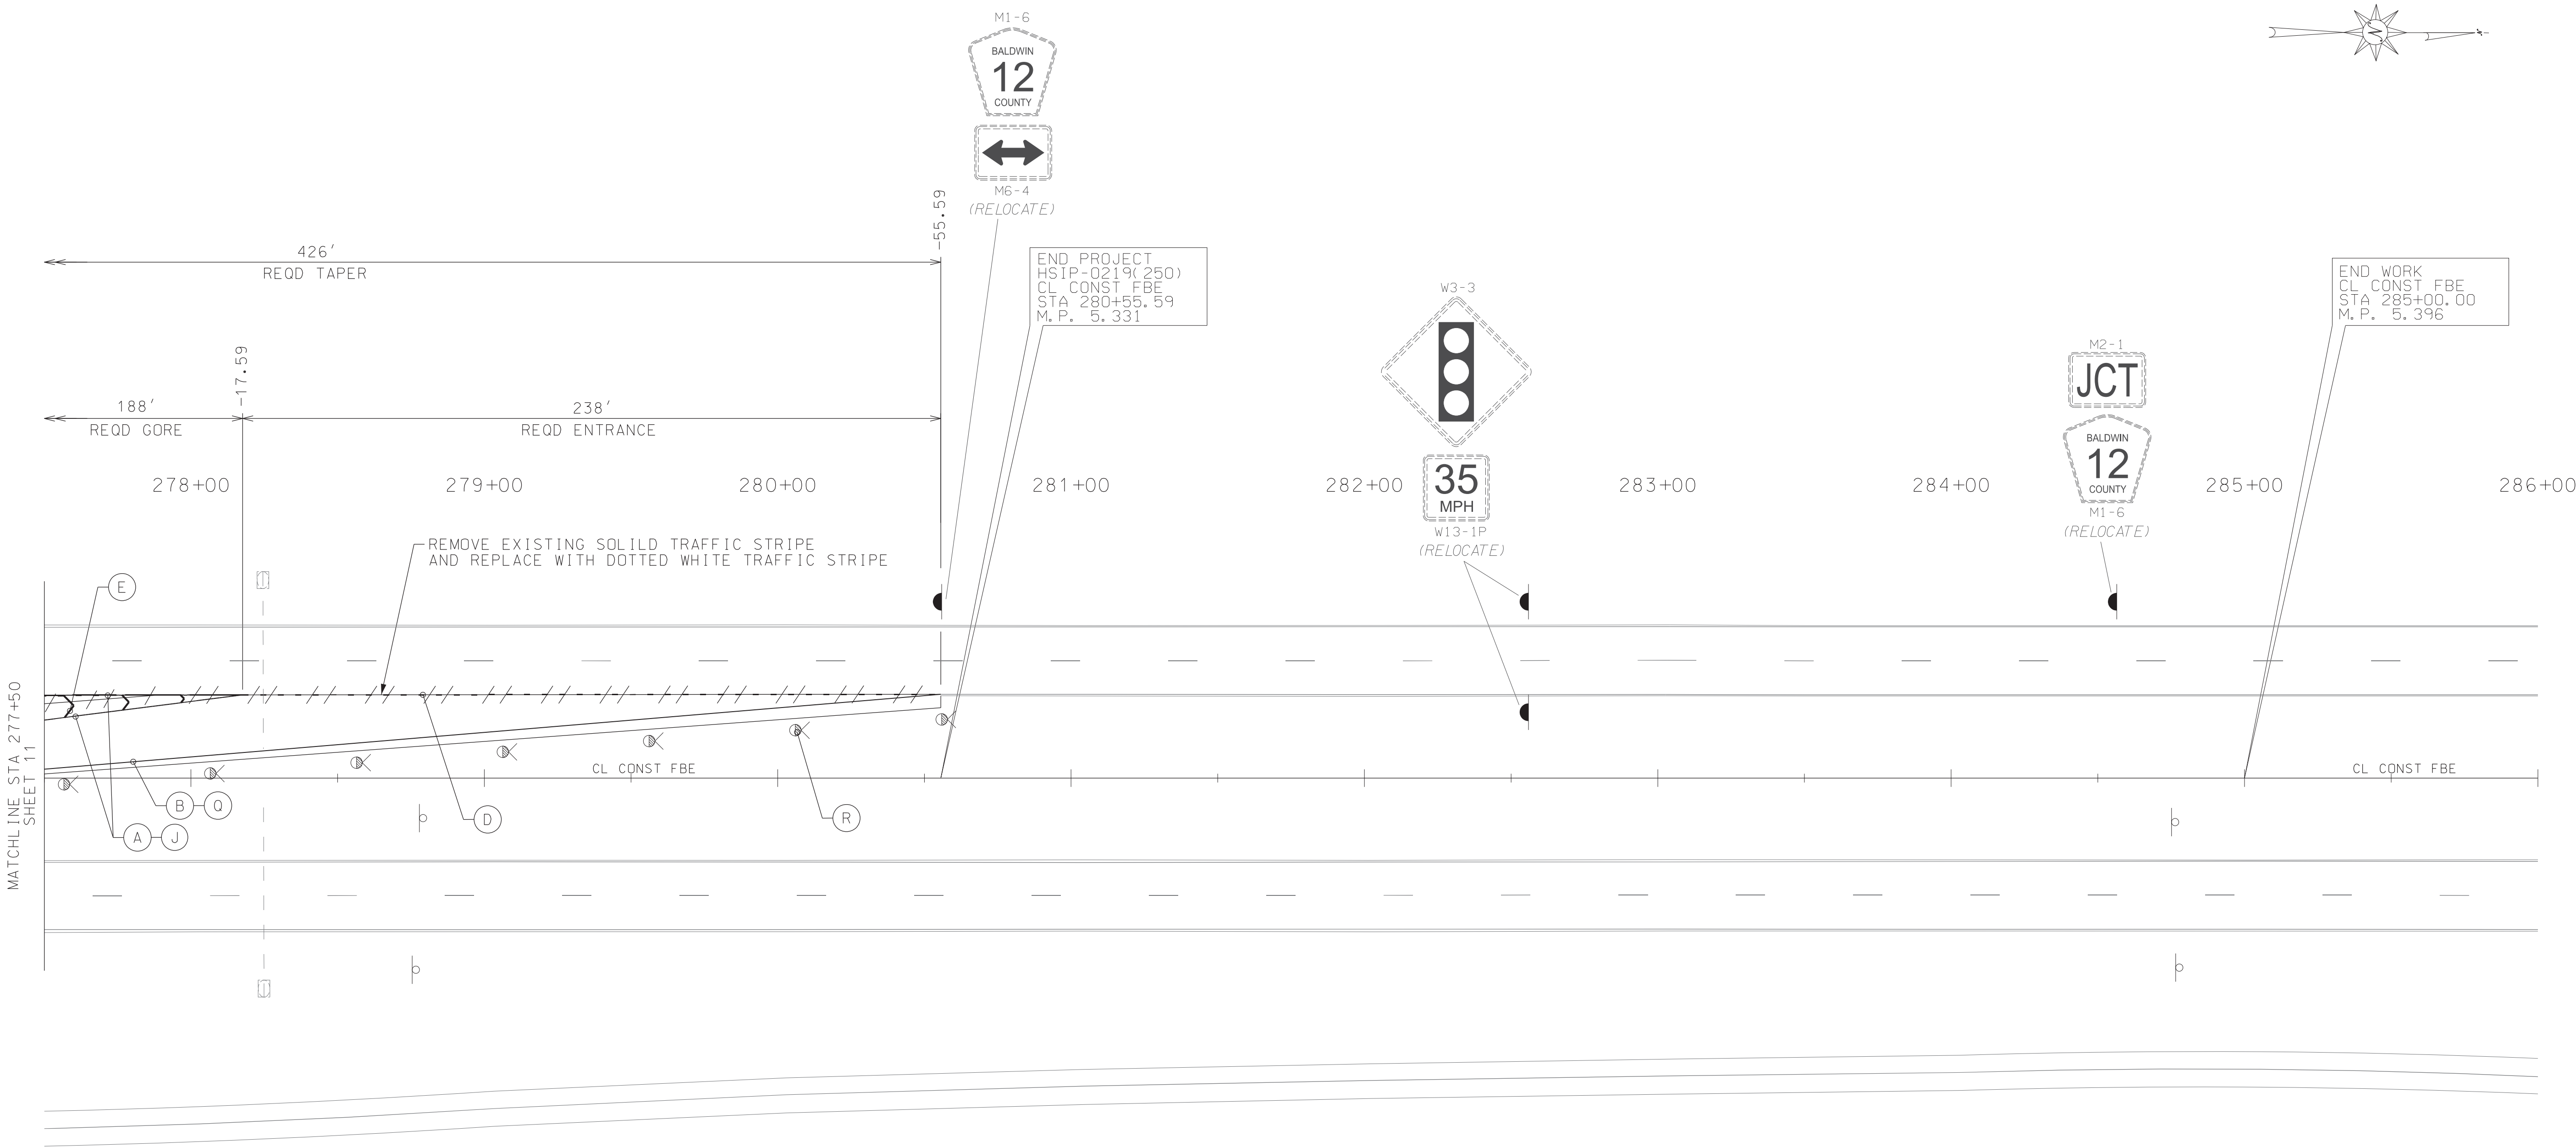 M1-6
BALDWIN
12
COUNTY
M6-4
(RELOCATE)
-55.59
426'
REQD TAPER
END PROJECT
HSIP-0219(250)
CL CONST FBE
STA 280+55.59
M.P. 5.331
W3-3
END WORK
CL CONST FBE
STA 285+00.00
M.P. 5.396
M2-1
JCT
-17.59
188'
REQD GORE
238'
REQD ENTRANCE
BALDWIN
12
COUNTY
M1-6
(RELOCATE)
35
MPH
W13-1P
(RELOCATE)
278+00 279+00 280+00 281+00 282+00 283+00 284+00 285+00 286+00
REMOVE EXISTING SOLILD TRAFFIC STRIPE
AND REPLACE WITH DOTTED WHITE TRAFFIC STRIPE
E
MATCHLINE STA 277+50
SHEET 11
CL CONST FBE
CL CONST FBE
B Q
A J
D
R